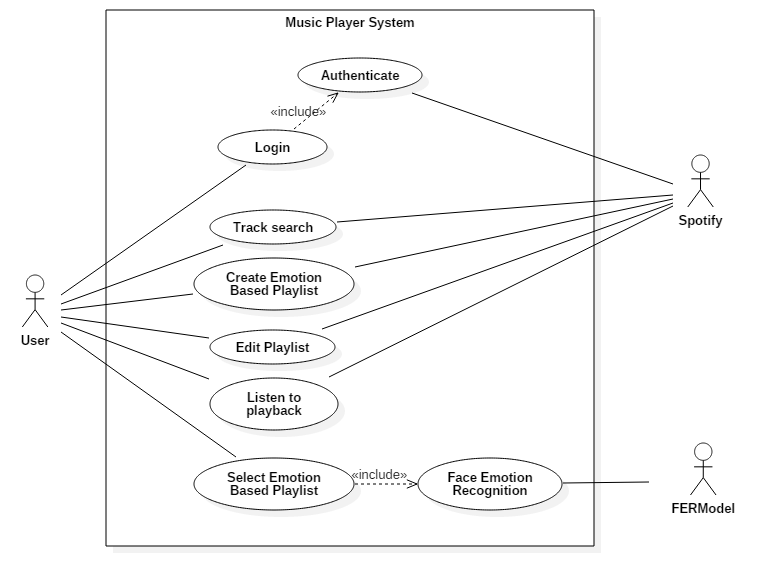 Music Player System
Authenticate
«include»
Login
Track search
Spotify
Create Emotion
Based Playlist
User
Edit Playlist
Listen to
playback
Select Emotion
Based Playlist
«include»
Face Emotion
Recognition
FERModel